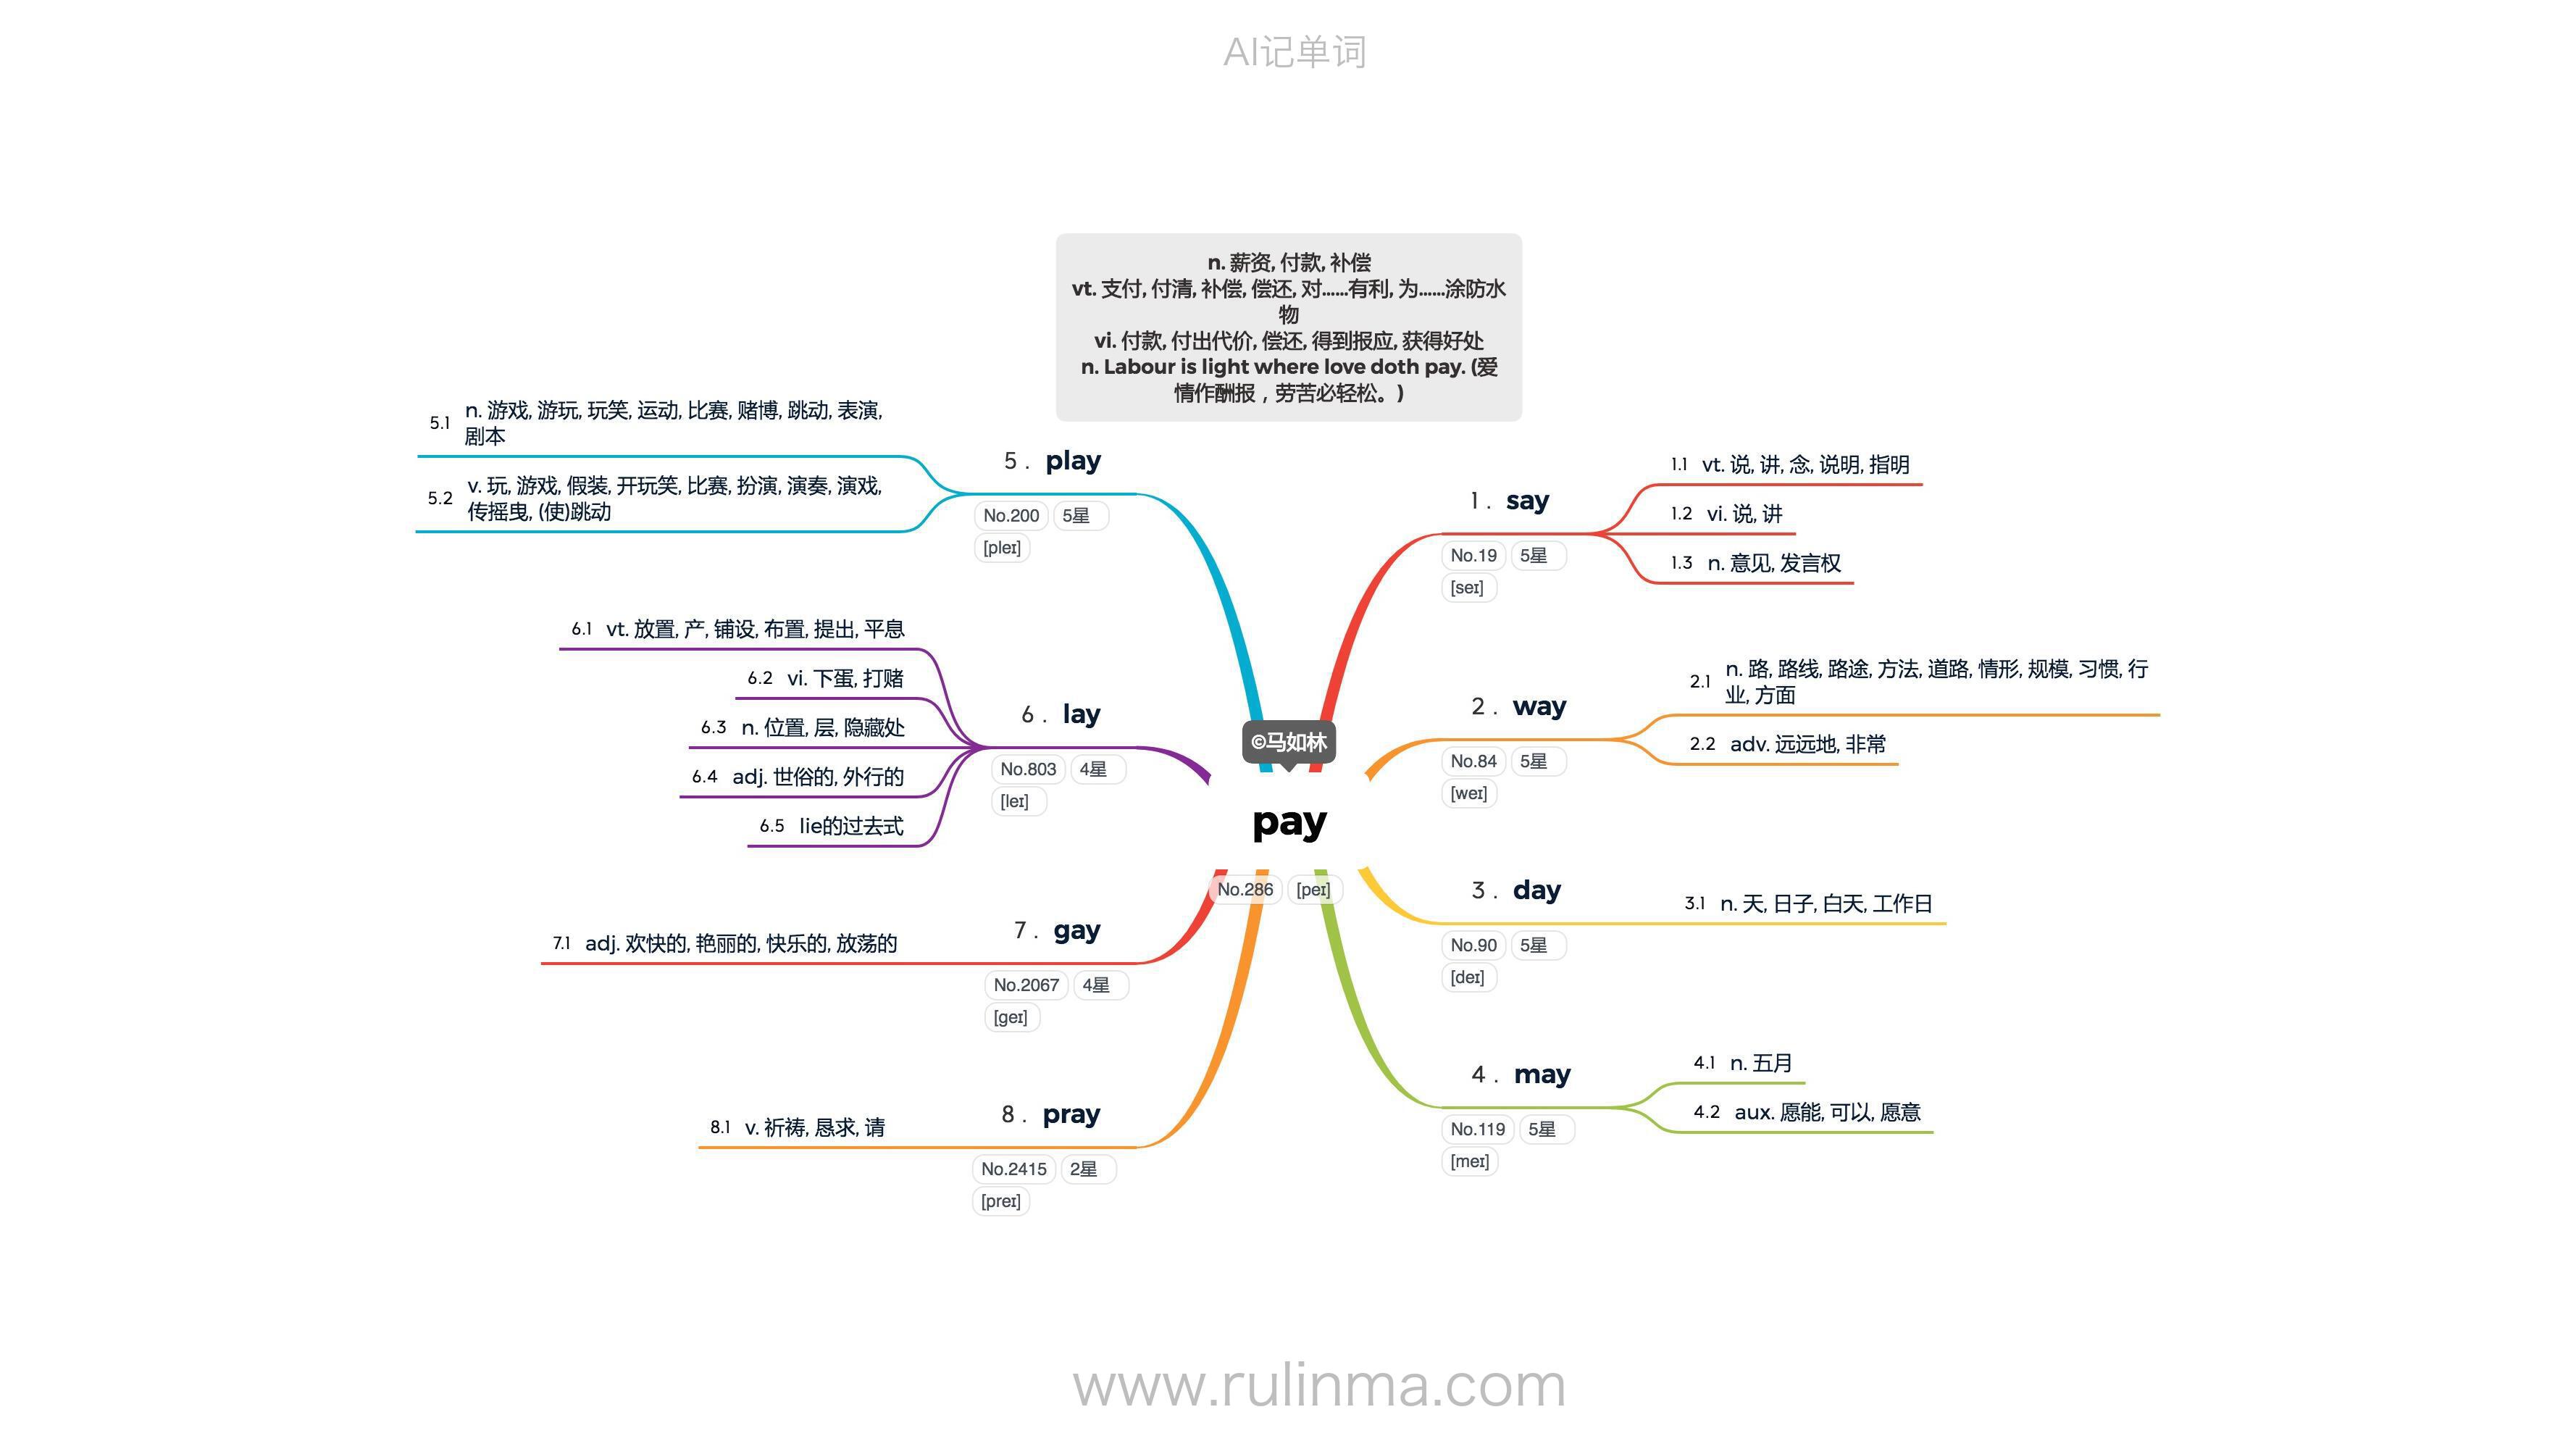 AI记单词
n. 薪资, 付款, 补偿
vt. 支付, 付清, 补偿, 偿还, 对……有利, 为……涂防水
物
vi. 付款, 付出代价, 偿还, 得到报应, 获得好处
n. Labour is light where love doth pay. (爱
情作酬报，劳苦必轻松。)
©马如林
pay
No.286 [peɪ]
1. say
No.19 5星
[seɪ]
1.1 vt. 说, 讲, 念, 说明, 指明
1.2 vi. 说, 讲
1.3 n. 意见, 发言权
2. way
No.84 5星
[weɪ]
2.1 n. 路, 路线, 路途, 方法, 道路, 情形, 规模, 习惯, 行
业, 方面
2.2 adv. 远远地, 非常
3. day
No.90 5星
[deɪ]
3.1 n. 天, 日子, 白天, 工作日
4. may
No.119 5星
[meɪ]
4.1 n. 五月
4.2 aux. 愿能, 可以, 愿意
5. play
No.200 5星
[pleɪ]
5.1 n. 游戏, 游玩, 玩笑, 运动, 比赛, 赌博, 跳动, 表演,
剧本
5.2 v. 玩, 游戏, 假装, 开玩笑, 比赛, 扮演, 演奏, 演戏,
传摇曳, (使)跳动
6. lay
No.803 4星
[leɪ]
6.1 vt. 放置, 产, 铺设, 布置, 提出, 平息
6.2 vi. 下蛋, 打赌
6.3 n. 位置, 层, 隐藏处
6.4 adj. 世俗的, 外行的
6.5 lie的过去式
7. gay
No.2067 4星
[geɪ]
7.1 adj. 欢快的, 艳丽的, 快乐的, 放荡的
8. pray
No.2415 2星
[preɪ]
8.1 v. 祈祷, 恳求, 请
www.rulinma.com